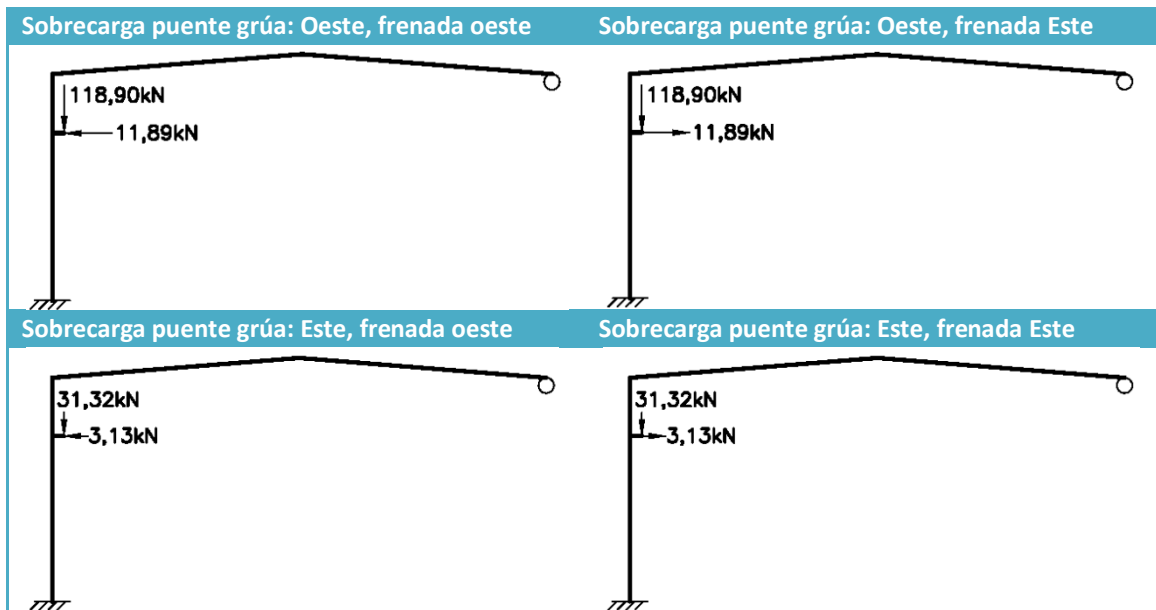 Sobrecarga puente grúa: Oeste, frenada oeste
Sobrecarga puente grúa: Oeste, frenada Este
118,90kN
11,89kN
118,90kN
11,89kN
Sobrecarga puente grúa: Este, frenada oeste
Sobrecarga puente grúa: Este, frenada Este
31,32kN
3,13kN
31,32kN
3,13kN